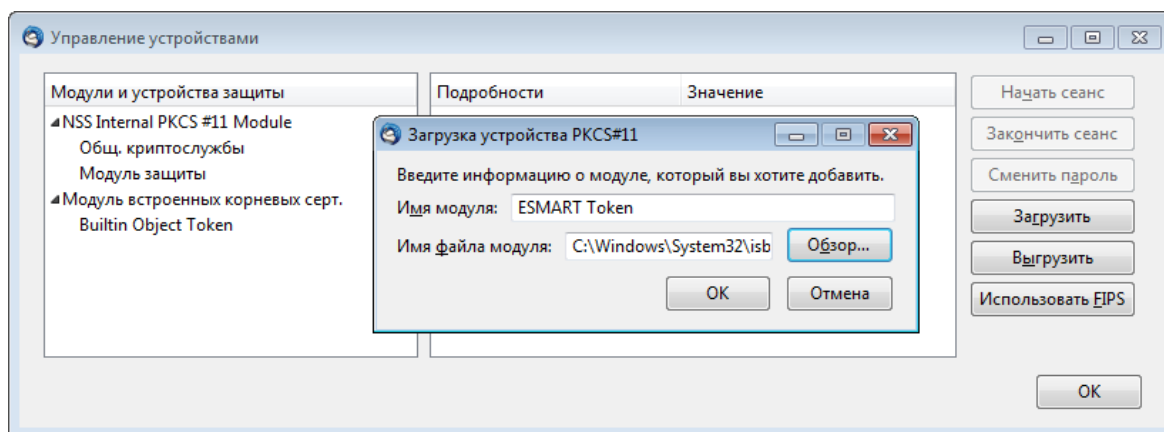 Управление устройствами
Модули и устройства защиты
NSS Internal PKCS #11 Module
Общ. криптослужбы
Модуль защиты
Модуль встроенных корневых серт.
Builtin Object Token
Подробности
Значение
Загрузка устройства PKCS#11
Введите информацию о модуле, который вы хотите добавить.
Имя модуля: ESMART Token
Имя файла модуля: C:\Windows\System32\isb Обзор...
OK Отмена
Начать сеанс
Закончить сеанс
Сменить пароль
Загрузить
Выгрузить
Использовать FIPS
OK